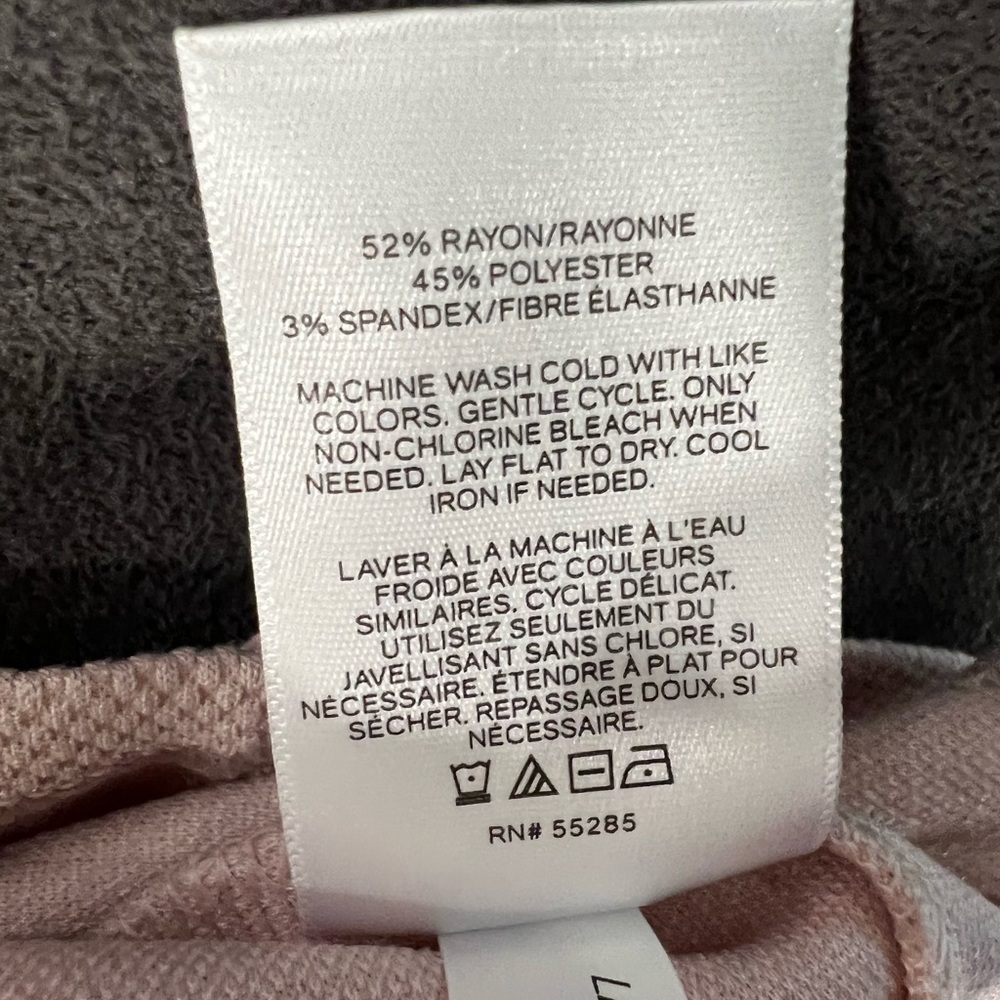 52% RAYON/RAYONNE
45% POLYESTER
3% SPANDEX/FIBRE ÉLASTHANNE
MACHINE WASH COLD WITH LIKE
COLORS. GENTLE CYCLE. ONLY
NON-CHLORINE BLEACH WHEN
NEEDED. LAY FLAT TO DRY. COOL
IRON IF NEEDED.
LAVER À LA MACHINE À L'EAU
FROIDE AVEC COULEURS
SIMILAIRES. CYCLE DÉLICAT.
UTILISEZ SEULEMENT DU
JAVELLISANT SANS CHLORE, SI
NÉCESSAIRE. ÉTENDRE À PLAT POUR
SÉCHER. REPASSAGE DOUX, SI
NÉCESSAIRE.
RN# 55285